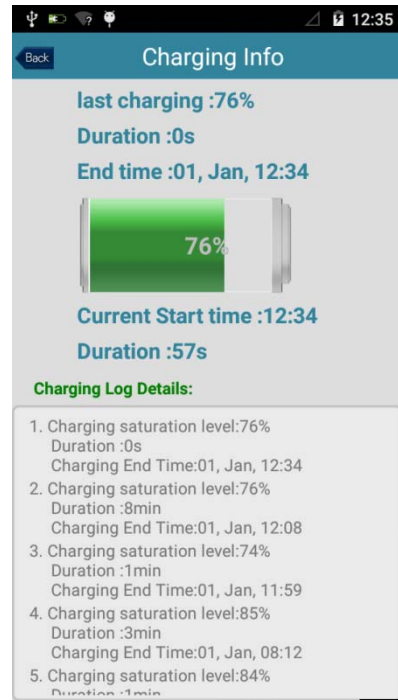 12:35
Back
Charging Info
last charging :76%
Duration :0s
End time :01, Jan, 12:34
76%
Current Start time :12:34
Duration :57s
Charging Log Details:
1. Charging saturation level:76%
Duration :0s
Charging End Time:01, Jan, 12:34
2. Charging saturation level:76%
Duration :8min
Charging End Time:01, Jan, 12:08
3. Charging saturation level:74%
Duration :1min
Charging End Time:01, Jan, 11:59
4. Charging saturation level:85%
Duration :3min
Charging End Time:01, Jan, 08:12
5. Charging saturation level:84%
Duration :1min